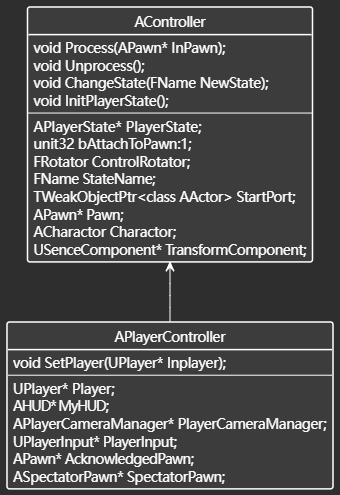 AController
void Process(APawn* InPawn);
void Unprocess();
void ChangeState(FName NewState);
void InitPlayerState();
APlayerState* PlayerState;
unit32 bAttachToPawn:1;
FRotator ControlRotator;
FName StateName;
TWeakObjectPtr<class AActor> StartPort;
APawn* Pawn;
ACharactor Charactor;
USenceComponent* TransformComponent;
APlayerController
void SetPlayer(UPlayer* Inplayer);
UPlayer* Player;
AHUD* MyHUD;
APlayerCameraManager* PlayerCameraManager;
UPlayerInput* PlayerInput;
APawn* AcknowledgedPawn;
ASpectatorPawn* SpectatorPawn;